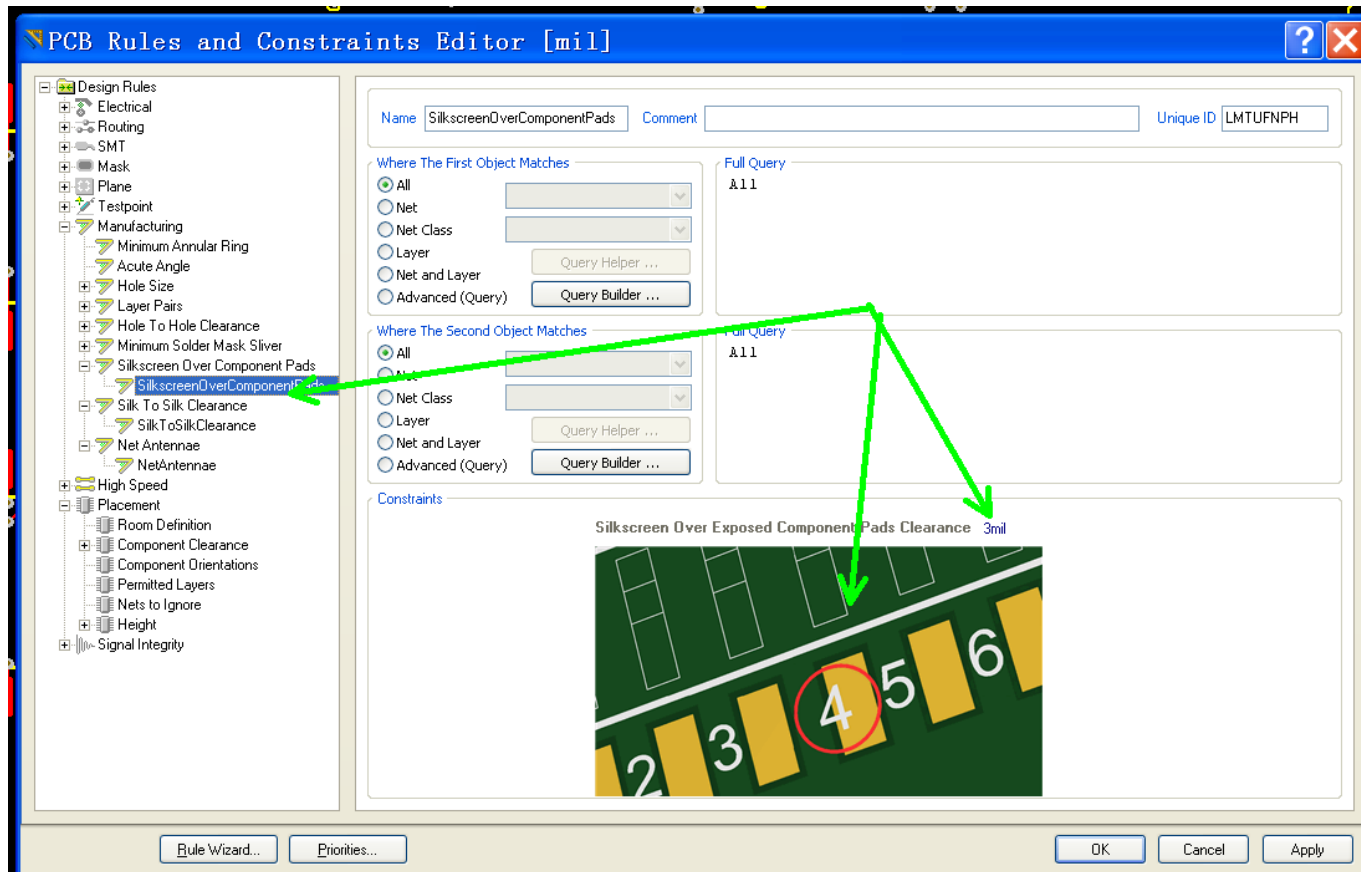 PCB Rules and Constraints Editor [mil]
Design Rules
Electrical
Routing
SMT
Mask
Plane
Testpoint
Manufacturing
Minimum Annular Ring
Acute Angle
Hole Size
Layer Pairs
Hole To Hole Clearance
Minimum Solder Mask Sliver
Silkscreen Over Component Pads
SilkscreenOverComponentPads
Silk To Silk Clearance
SilkToSilkClearance
Net Antennae
NetAntennae
High Speed
Placement
Room Definition
Component Clearance
Component Orientations
Permitted Layers
Nets to Ignore
Height
Signal Integrity
Name SilkscreenOverComponentPads Comment Unique ID LMTUFNPH
Where The First Object Matches
All
Net
Net Class
Layer
Net and Layer
Advanced (Query)
Query Helper ...
Query Builder ...
Full Query
All
Where The Second Object Matches
All
Net
Net Class
Layer
Net and Layer
Advanced (Query)
Query Helper ...
Query Builder ...
Full Query
All
Constraints
Silkscreen Over Exposed Component Pads Clearance 3mil
2 3 4 5 6
Rule Wizard... Priorities... OK Cancel Apply